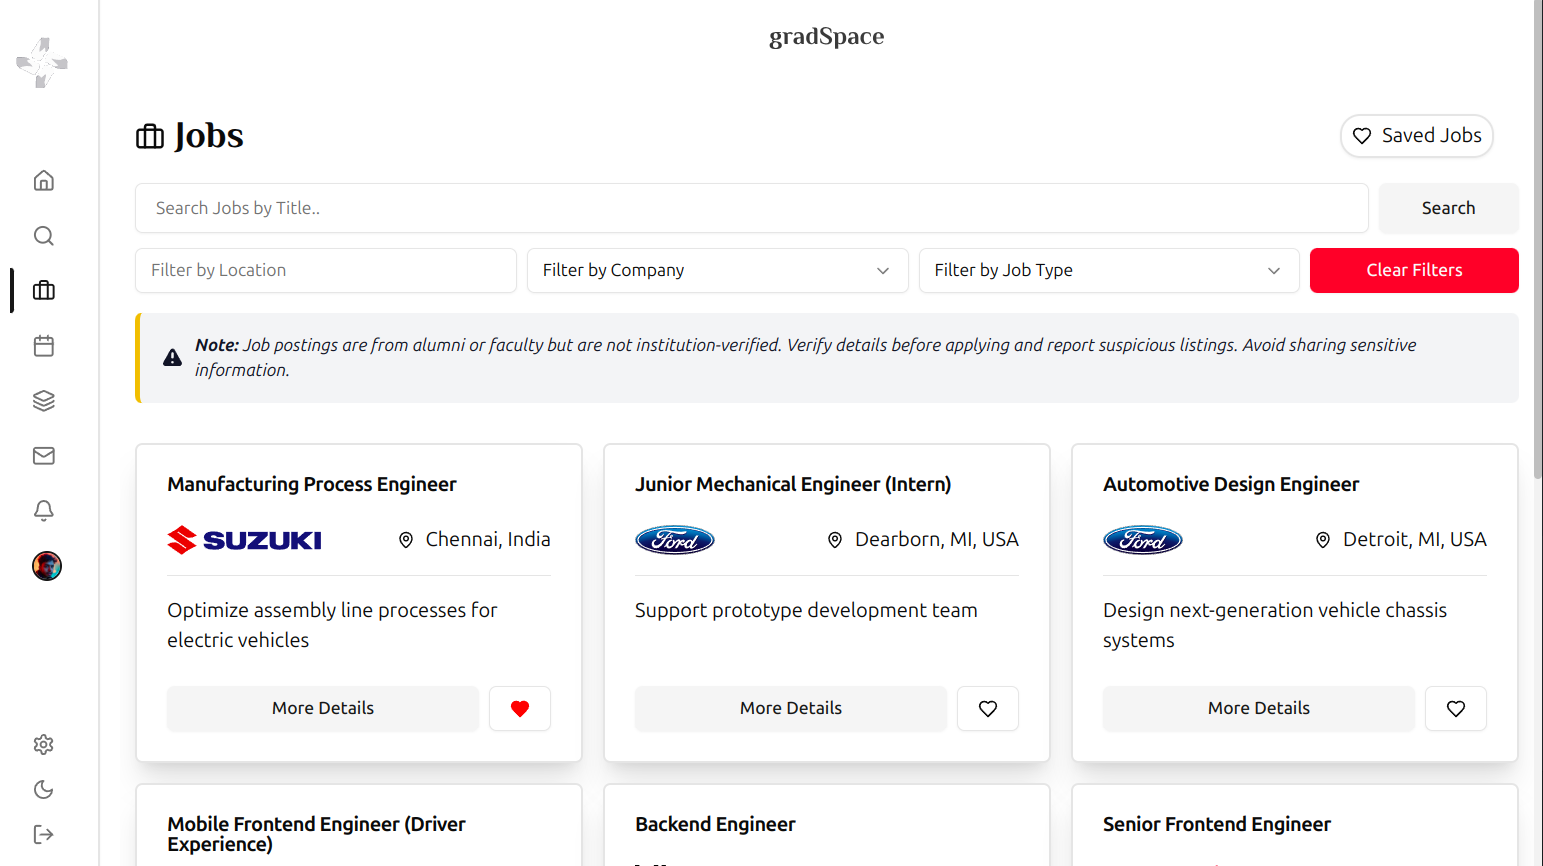 gradSpace
Jobs
Saved Jobs
Search Jobs by Title..
Search
Filter by Location
Filter by Company
Filter by Job Type
Clear Filters
Note: Job postings are from alumni or faculty but are not institution-verified. Verify details before applying and report suspicious listings. Avoid sharing sensitive
information.
Manufacturing Process Engineer
SUZUKI
Chennai, India
Optimize assembly line processes for
electric vehicles
More Details
Junior Mechanical Engineer (Intern)
Ford
Dearborn, MI, USA
Support prototype development team
More Details
Automotive Design Engineer
Ford
Detroit, MI, USA
Design next-generation vehicle chassis
systems
More Details
Mobile Frontend Engineer (Driver
Experience)
Backend Engineer
Senior Frontend Engineer